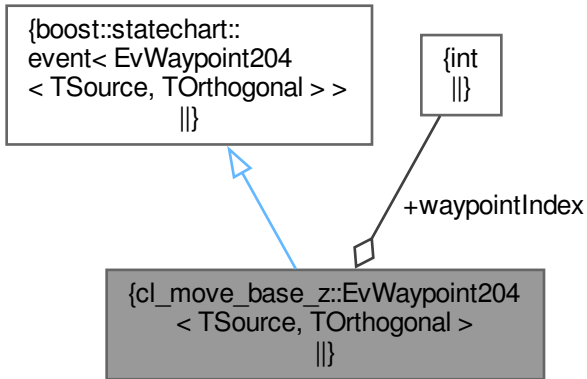 {boost::statechart::
event< EvWaypoint204
< TSource, TOrthogonal > >
||}
{int
||}
+waypointIndex
{cl_move_base_z::EvWaypoint204
< TSource, TOrthogonal >
||}